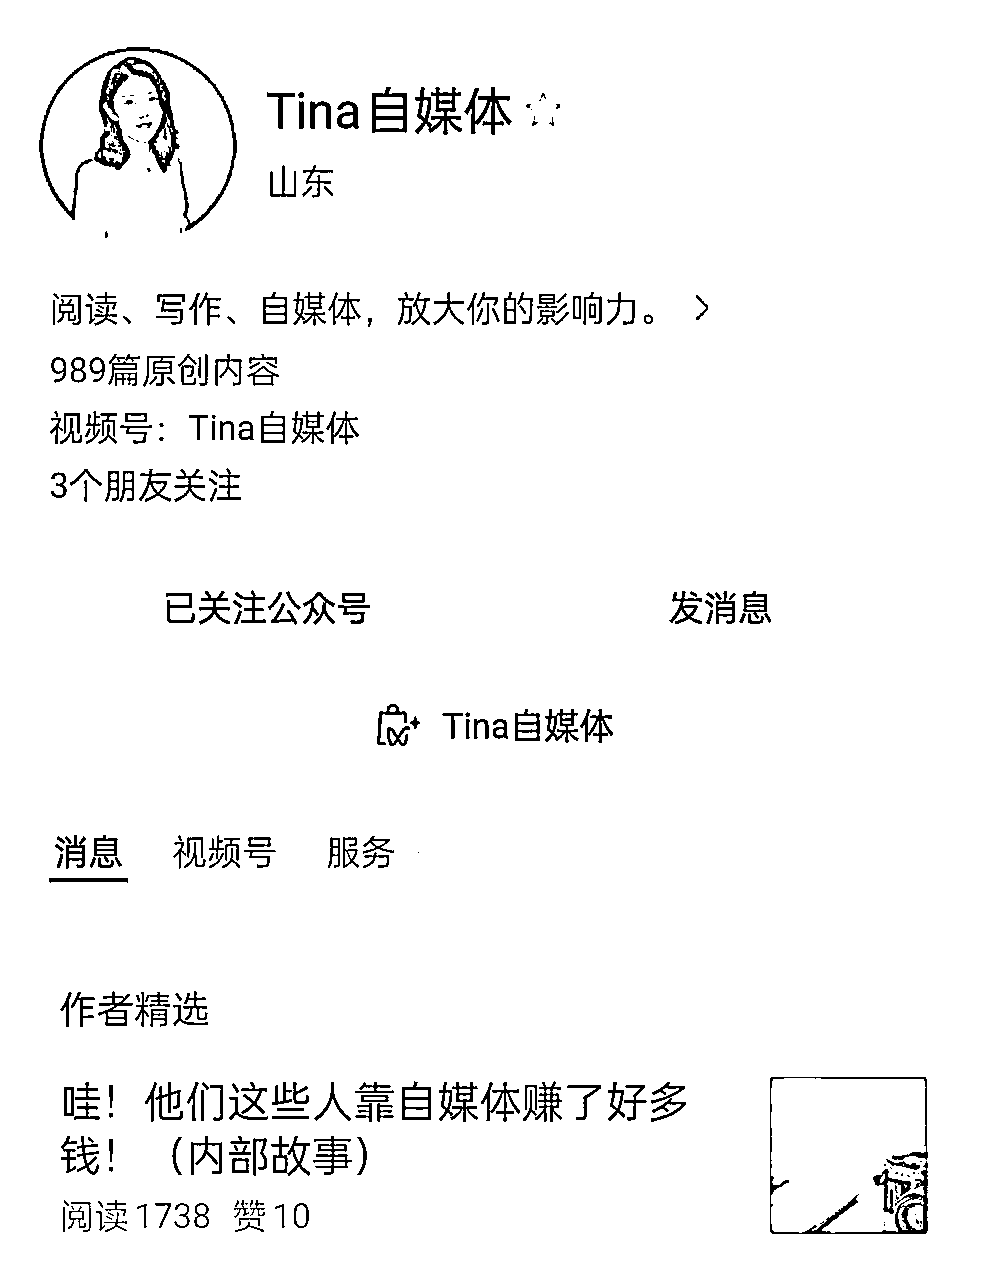 Tina自媒体
山东
阅读、写作、自媒体，放大你的影响力。
989篇原创内容
视频号：Tina自媒体
3个朋友关注
已关注公众号 发消息
Tina自媒体
消息 视频号 服务
作者精选
哇！他们这些人靠自媒体赚了好多
钱！（内部故事）
阅读1738 赞10